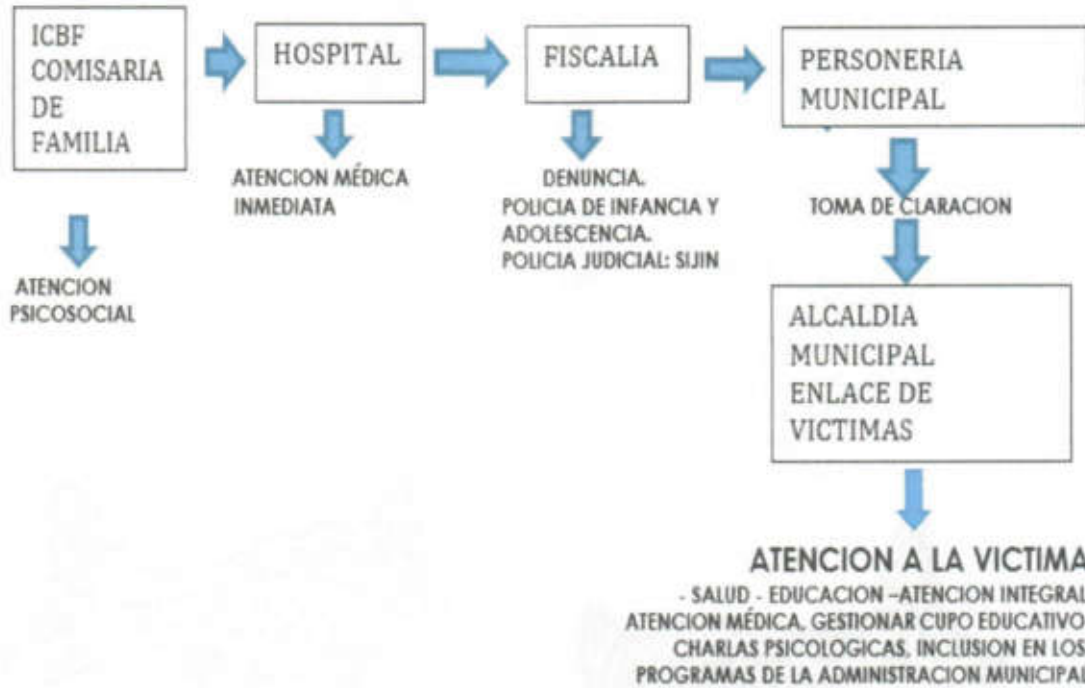 ICBF
COMISARIA
DE
FAMILIA
HOSPITAL
FISCALIA
PERSONERIA
MUNICIPAL
ATENCION PSICOSOCIAL
ATENCION MÉDICA
INMEDIATA
DENUNCIA.
POLICIA DE INFANCIA Y
ADOLESCENCIA.
POLICIA JUDICIAL: SIJIN
TOMA DE CLARACION
ALCALDIA
MUNICIPAL
ENLACE DE
VICTIMAS
ATENCION A LA VICTIMA
- SALUD - EDUCACION –ATENCION INTEGRAL
ATENCION MÉDICA. GESTIONAR CUPO EDUCATIVO
CHARLAS PSICOLOGICAS, INCLUSION EN LOS
PROGRAMAS DE LA ADMINISTRACION MUNICIPAL